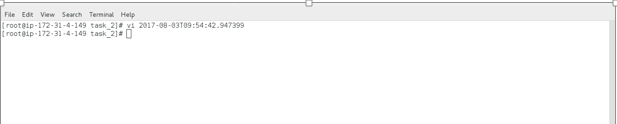 File Edit View Search Terminal Help
[root@ip-172-31-4-149 task_2]# vi 2017-08-03T09:54:42.947399
[root@ip-172-31-4-149 task_2]#